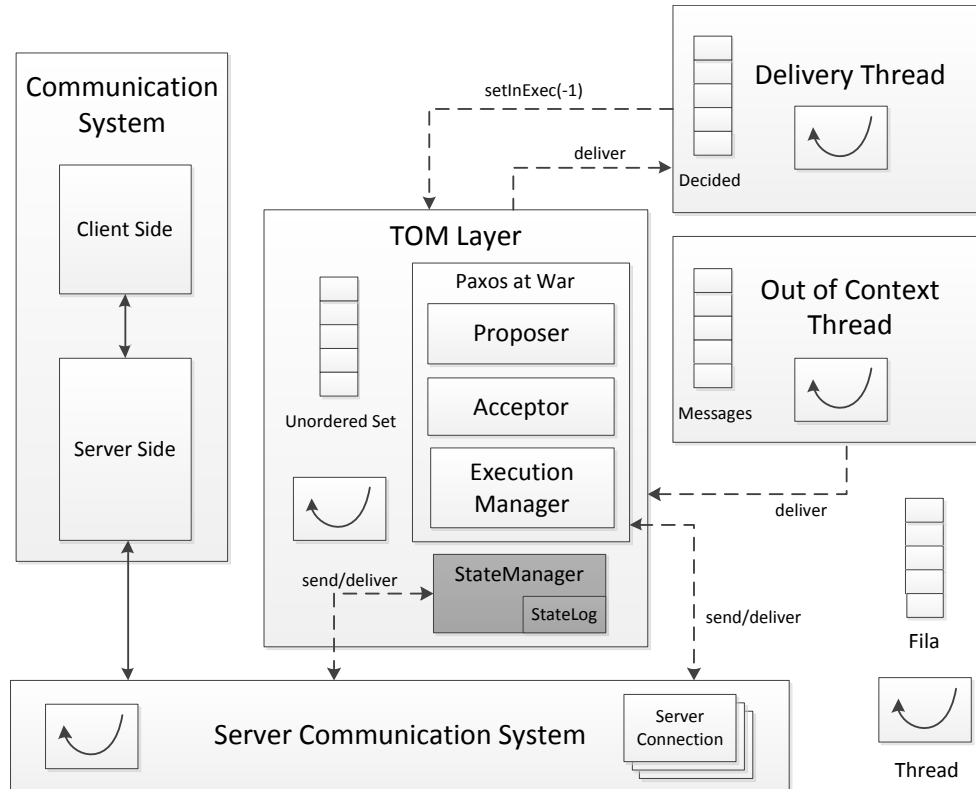 Communication
System
Client Side
Server Side
setInExec(-1)
deliver
Delivery Thread
Decided
TOM Layer
Unordered Set
Paxos at War
Proposer
Acceptor
Execution
Manager
StateManager
StateLog
send/deliver
Out of Context
Thread
Messages
deliver
send/deliver
Fila
Thread
Server Communication System
Server
Connection